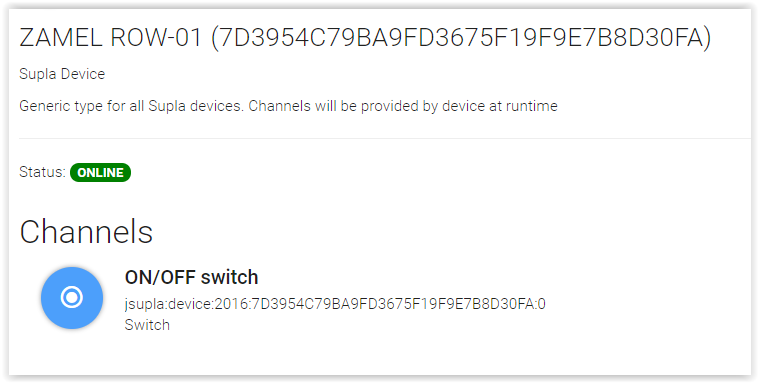 ZAMEL ROW-01 (7D3954C79BA9FD3675F19F9E7B8D30FA)
Supla Device
Generic type for all Supla devices. Channels will be provided by device at runtime
Status: ONLINE
Channels
ON/OFF switch
jsupla:device:2016:7D3954C79BA9FD3675F19F9E7B8D30FA:0
Switch